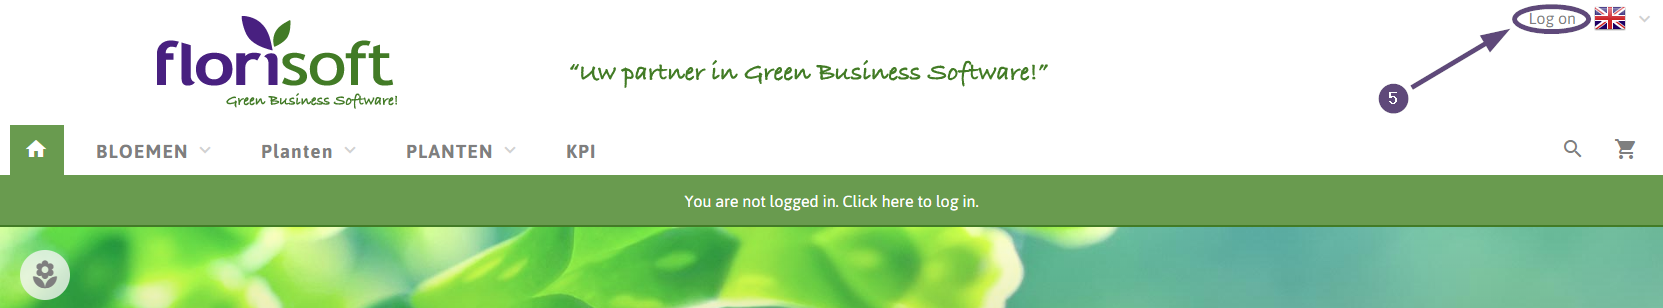 Log on
florisoft
Green Business Software!
“Uw partner in Green Business Software!”
5
BLOEMEN
Planten
PLANTEN
KPI
You are not logged in. Click here to log in.